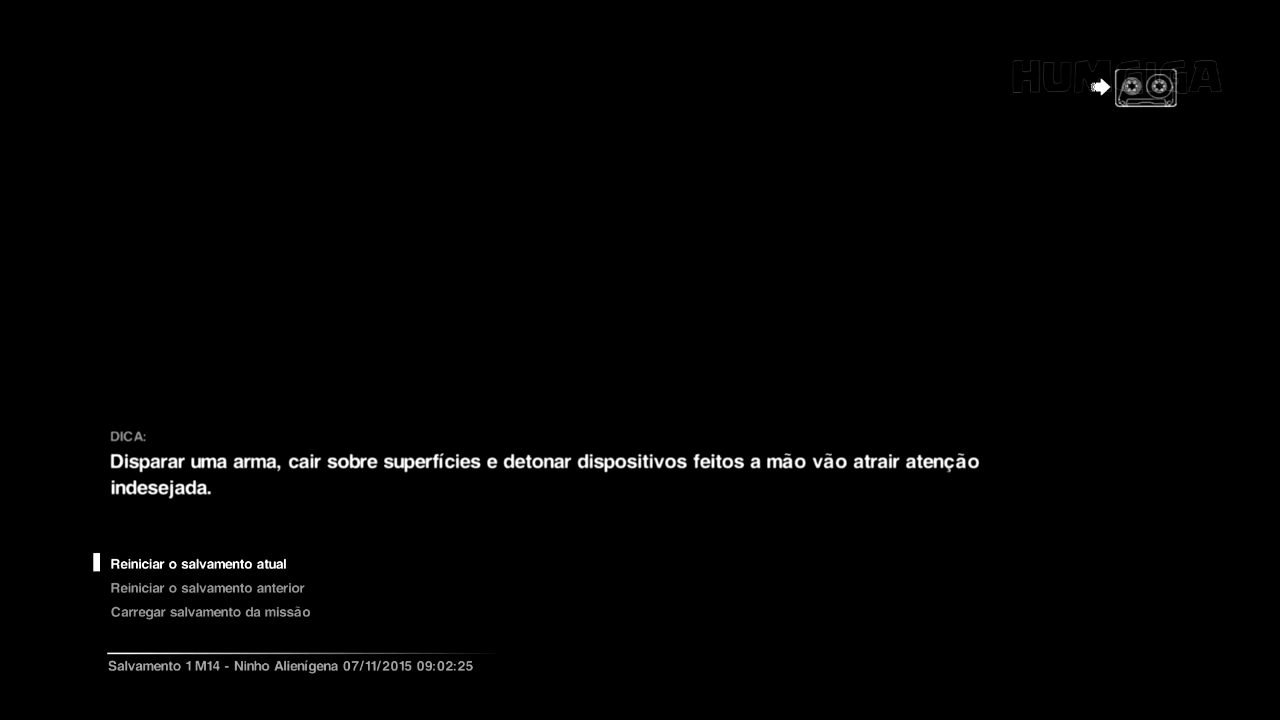 HUMGIGA
DICA:
Disparar uma arma, cair sobre superfícies e detonar dispositivos feitos a mão vão atrair atenção
indesejada.
Reiniciar o salvamento atual
Reiniciar o salvamento anterior
Carregar salvamento da missão
Salvamento 1 M14 - Ninho Alienígena 07/11/2015 09:02:25